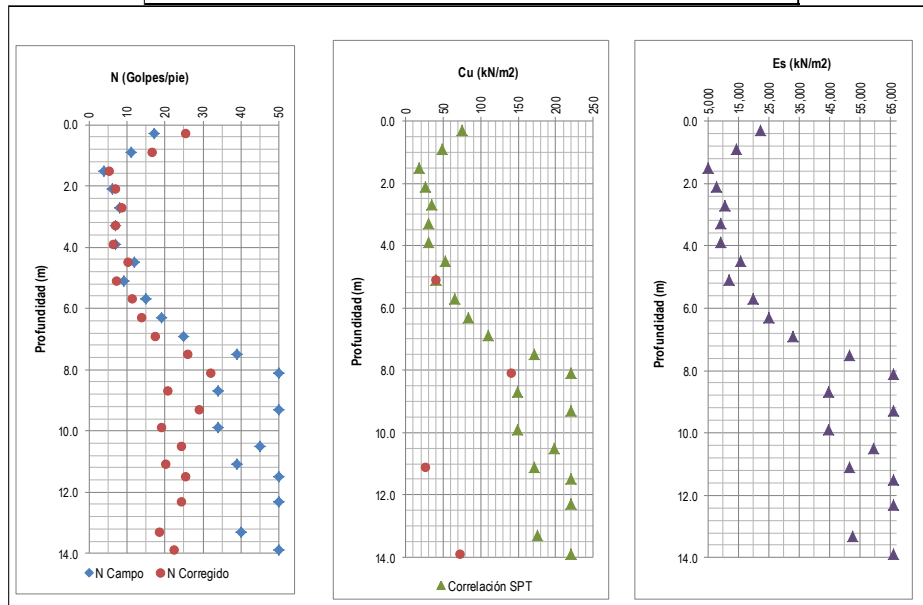 N (Golpes/pie)
0 10 20 30 40 50
0.0
2.0
4.0
6.0
8.0
10.0
12.0
14.0
Profundidad (m)
N Campo N Corregido
Cu (kN/m2)
0 50 100 150 200 250
0.0
2.0
4.0
6.0
8.0
10.0
12.0
14.0
Profundidad (m)
Correlación SPT
Es (kN/m2)
5,000 15,000 25,000 35,000 45,000 55,000 65,000
0.0
2.0
4.0
6.0
8.0
10.0
12.0
14.0
Profundidad (m)